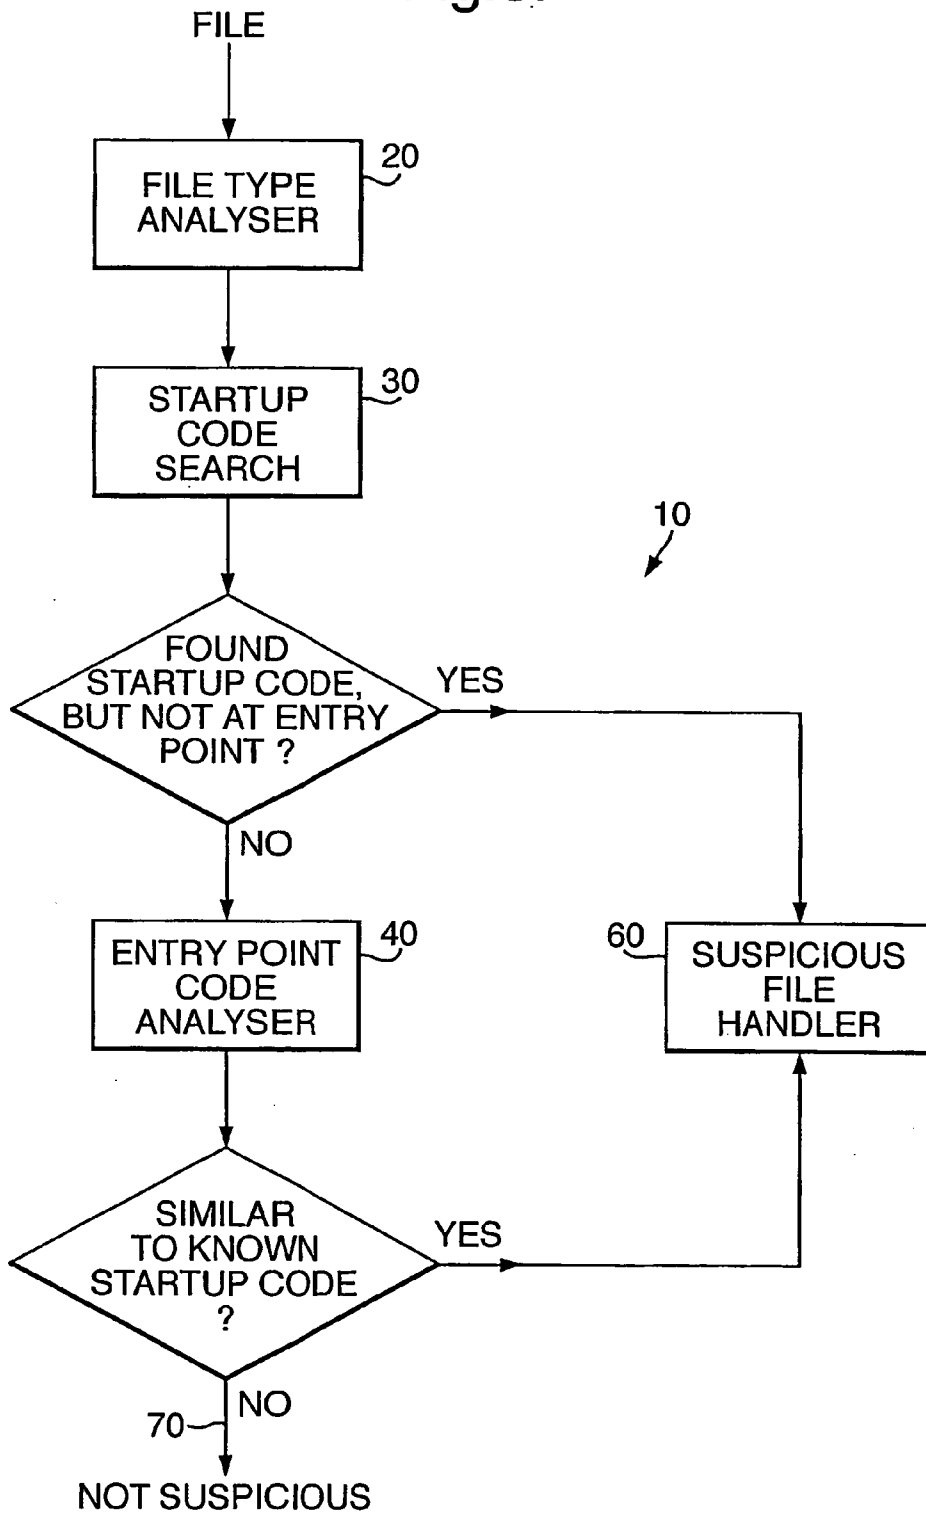 FILE
20
FILE TYPE
ANALYSER
30
STARTUP
CODE
SEARCH
10
FOUND
STARTUP CODE,
BUT NOT AT ENTRY
POINT ?
YES
NO
40
ENTRY POINT
CODE
ANALYSER
60
SUSPICIOUS
FILE
HANDLER
SIMILAR
TO KNOWN
STARTUP CODE
?
YES
NO
70
NOT SUSPICIOUS